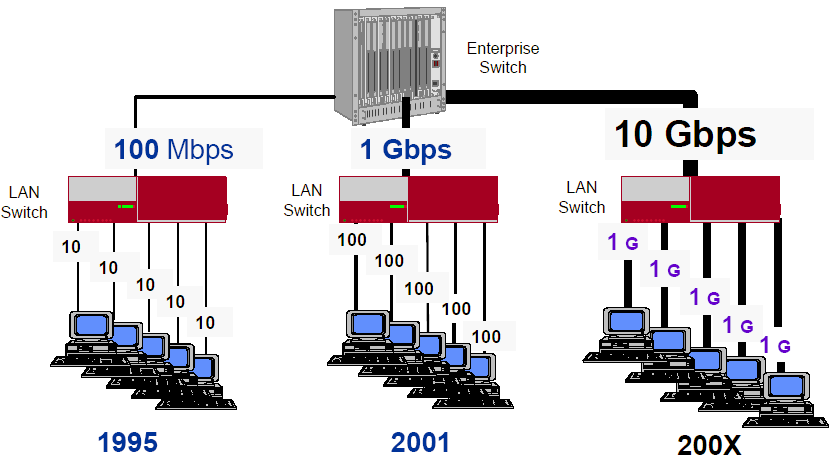 Enterprise
Switch
100 Mbps
1 Gbps
10 Gbps
LAN
Switch
LAN
Switch
LAN
Switch
10
10
10
10
10
100
100
100
100
100
1 G
1 G
1 G
1 G
1 G
1995
2001
200X